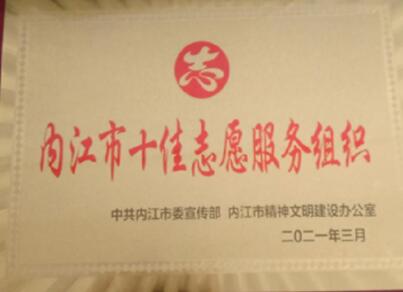 志
内江市十佳志愿服务组织
中共内江市委宣传部 内江市精神文明建设办公室
二〇二一年三月